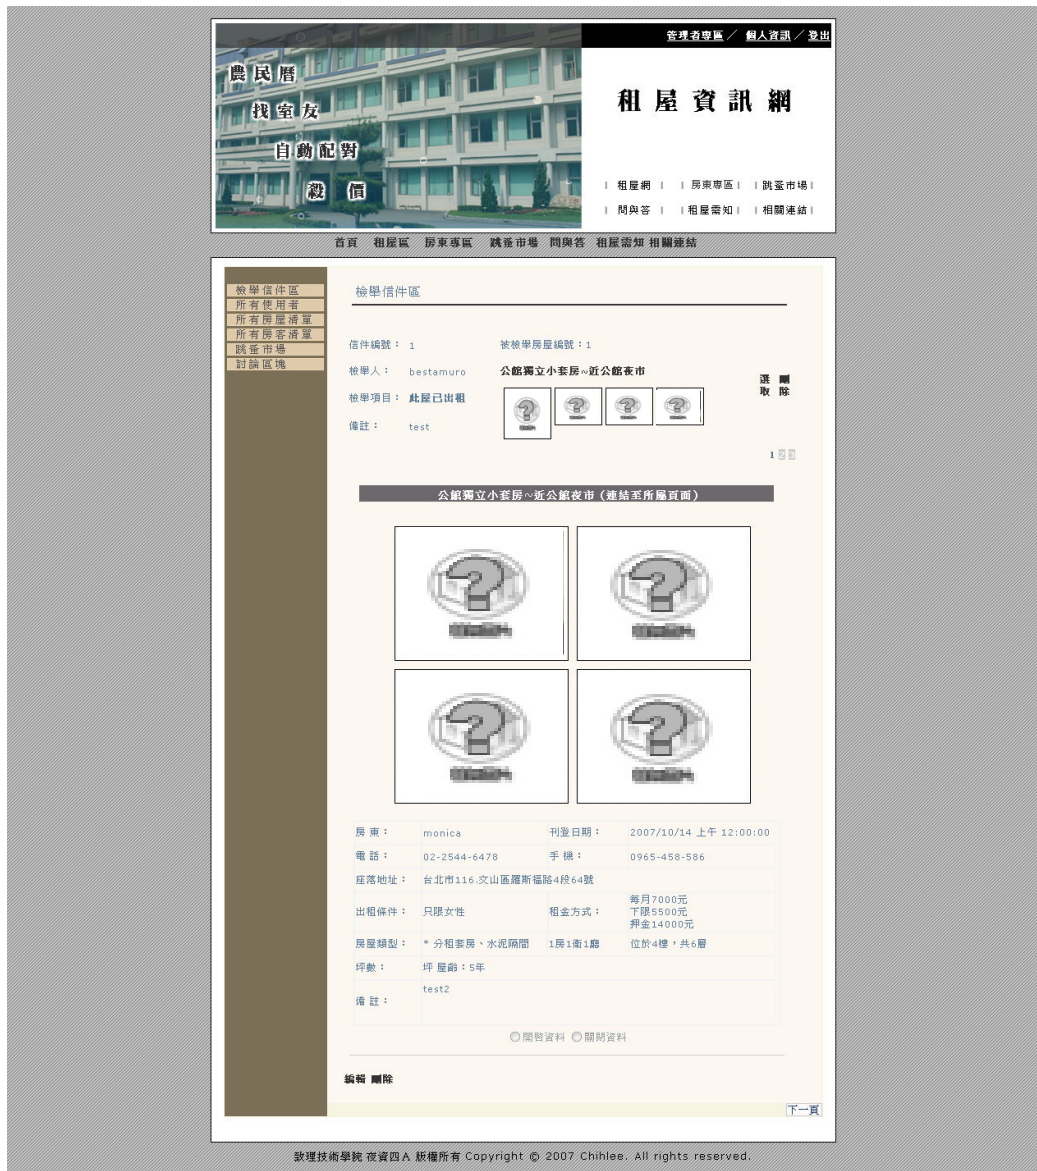 管理者專區／ 個人資訊／登出
農民曆
找室友
自動配對
殺 價
租屋資訊網
| 租屋網 | | 房東專區 | | 跳蚤市場 |
| 問與答 | | 租屋需知 | | 相關連結 |
首頁 租屋區 房東專區 跳蚤市場 問與答 租屋需知 相關連結
檢舉信件區
所有使用者
所有房屋清單
所有房客清單
跳蚤市場
討論區塊
檢舉信件區
信件編號： 1 被檢舉房屋編號：1
檢舉人： bestamuro 公館獨立小套房~近公館夜市
檢舉項目： 此屋已出租
備註： test
選取 刪除
1 2 3
公館獨立小套房~近公館夜市 (連結至所屬頁面)
房 東： monica 刊登日期： 2007/10/14 上午 12:00:00
電 話： 02-2544-6478 手 機： 0965-458-586
座落地址： 台北市116.文山區羅斯福路4段64號
出租條件： 只限女性 租金方式： 每月7000元
下限5500元
押金14000元
房屋類型： * 分租套房、水泥隔間 1房1衛1廳 位於4樓，共6層
坪數： 坪 屋齡：5年
備 註： test2
開啓資料 關閉資料
編輯 刪除
下一頁
致理技術學院 夜資四A 版權所有 Copyright © 2007 Chihlee. All rights reserved.